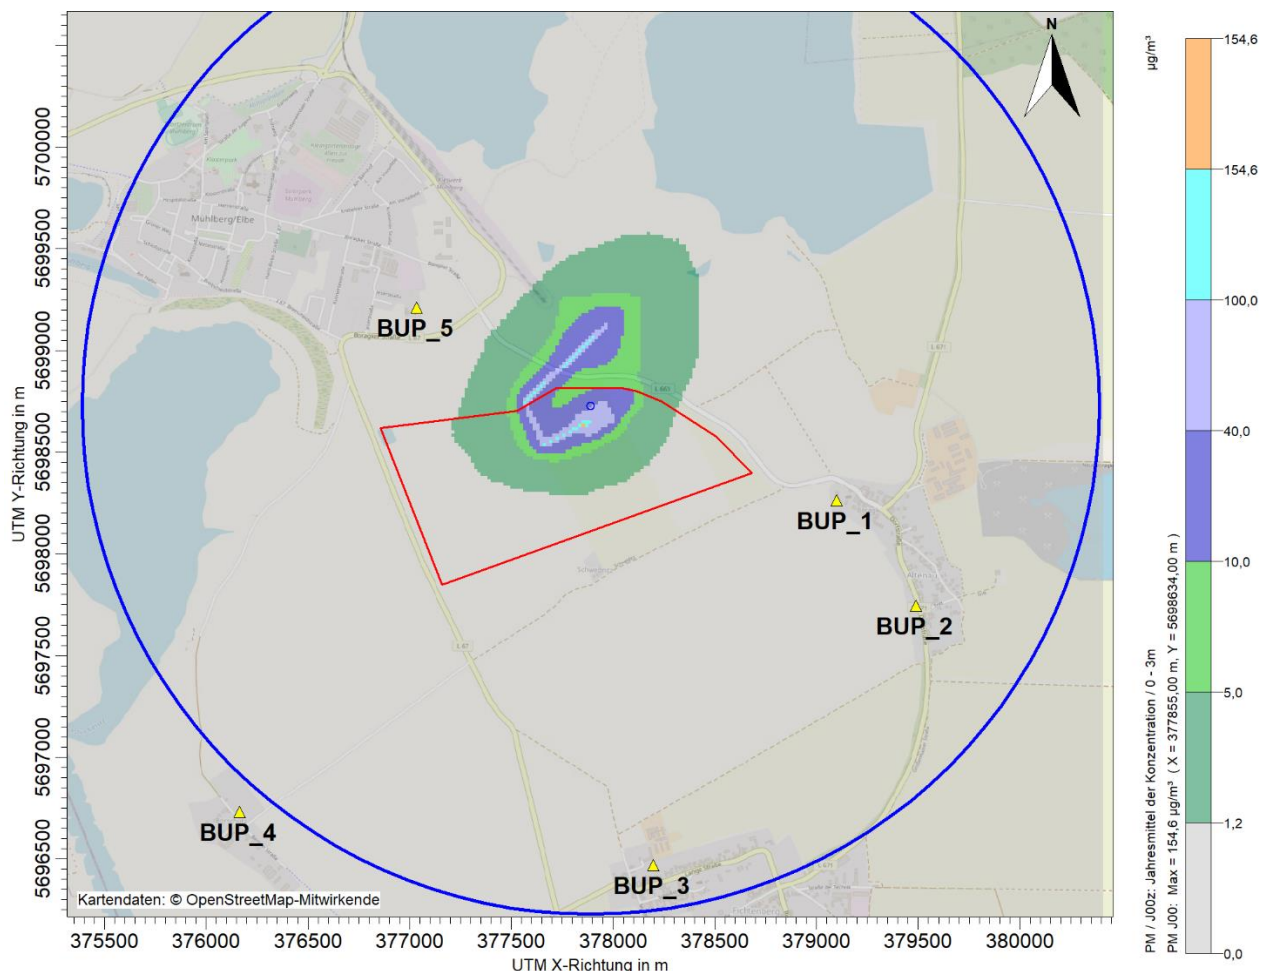 N
Mühlberg/Elbe
BUP_5
BUP_1
BUP_2
BUP_4
BUP_3
L 67
L 671
Kartendaten: © OpenStreetMap-Mitwirkende
5700000
5699500
5699000
5698500
5698000
5697500
5697000
5696500
UTM Y-Richtung in m
375500 376000 376500 377000 377500 378000 378500 379000 379500 380000
UTM X-Richtung in m
µg/m³
154,6
154,6
100,0
40,0
10,0
5,0
1,2
0,0
PM / J00z: Jahresmittel der Konzentration / 0 - 3m
PM J00: Max = 154,6 µg/m³ ( X = 377855,00 m, Y = 5698634,00 m )